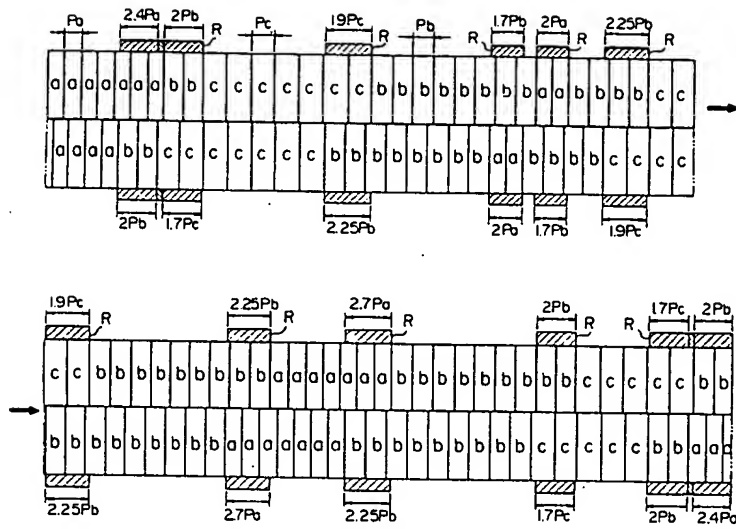 Pa 2.4Pa 2Pb R Pc 1.9Pc R Pb R 1.7Pb 2Pa R 2.25Pb R
a a a a a a a b b c c c c c c c b b b b b b b b a a b b b b c c
a a a a b b c c c c c c c b b b b b b b b a a b b b b c c c c
2Pb 1.7Pc 2.25Pb 2Pa 1.7Pb 1.9Pc
1.9Pc R 2.25Pb R 2.7Pa R 2Pb R R 1.7Pc 2Pb
c c b b b b b b b b b a a a a a a a b b b b b b b b b c c c c c b b
b b b b b b b b b a a a a a a a b b b b b b b b b c c c c c b b a a a
2.25Pb 2.7Pa 2.25Pb 1.7Pc 2Pb 2.4Pa